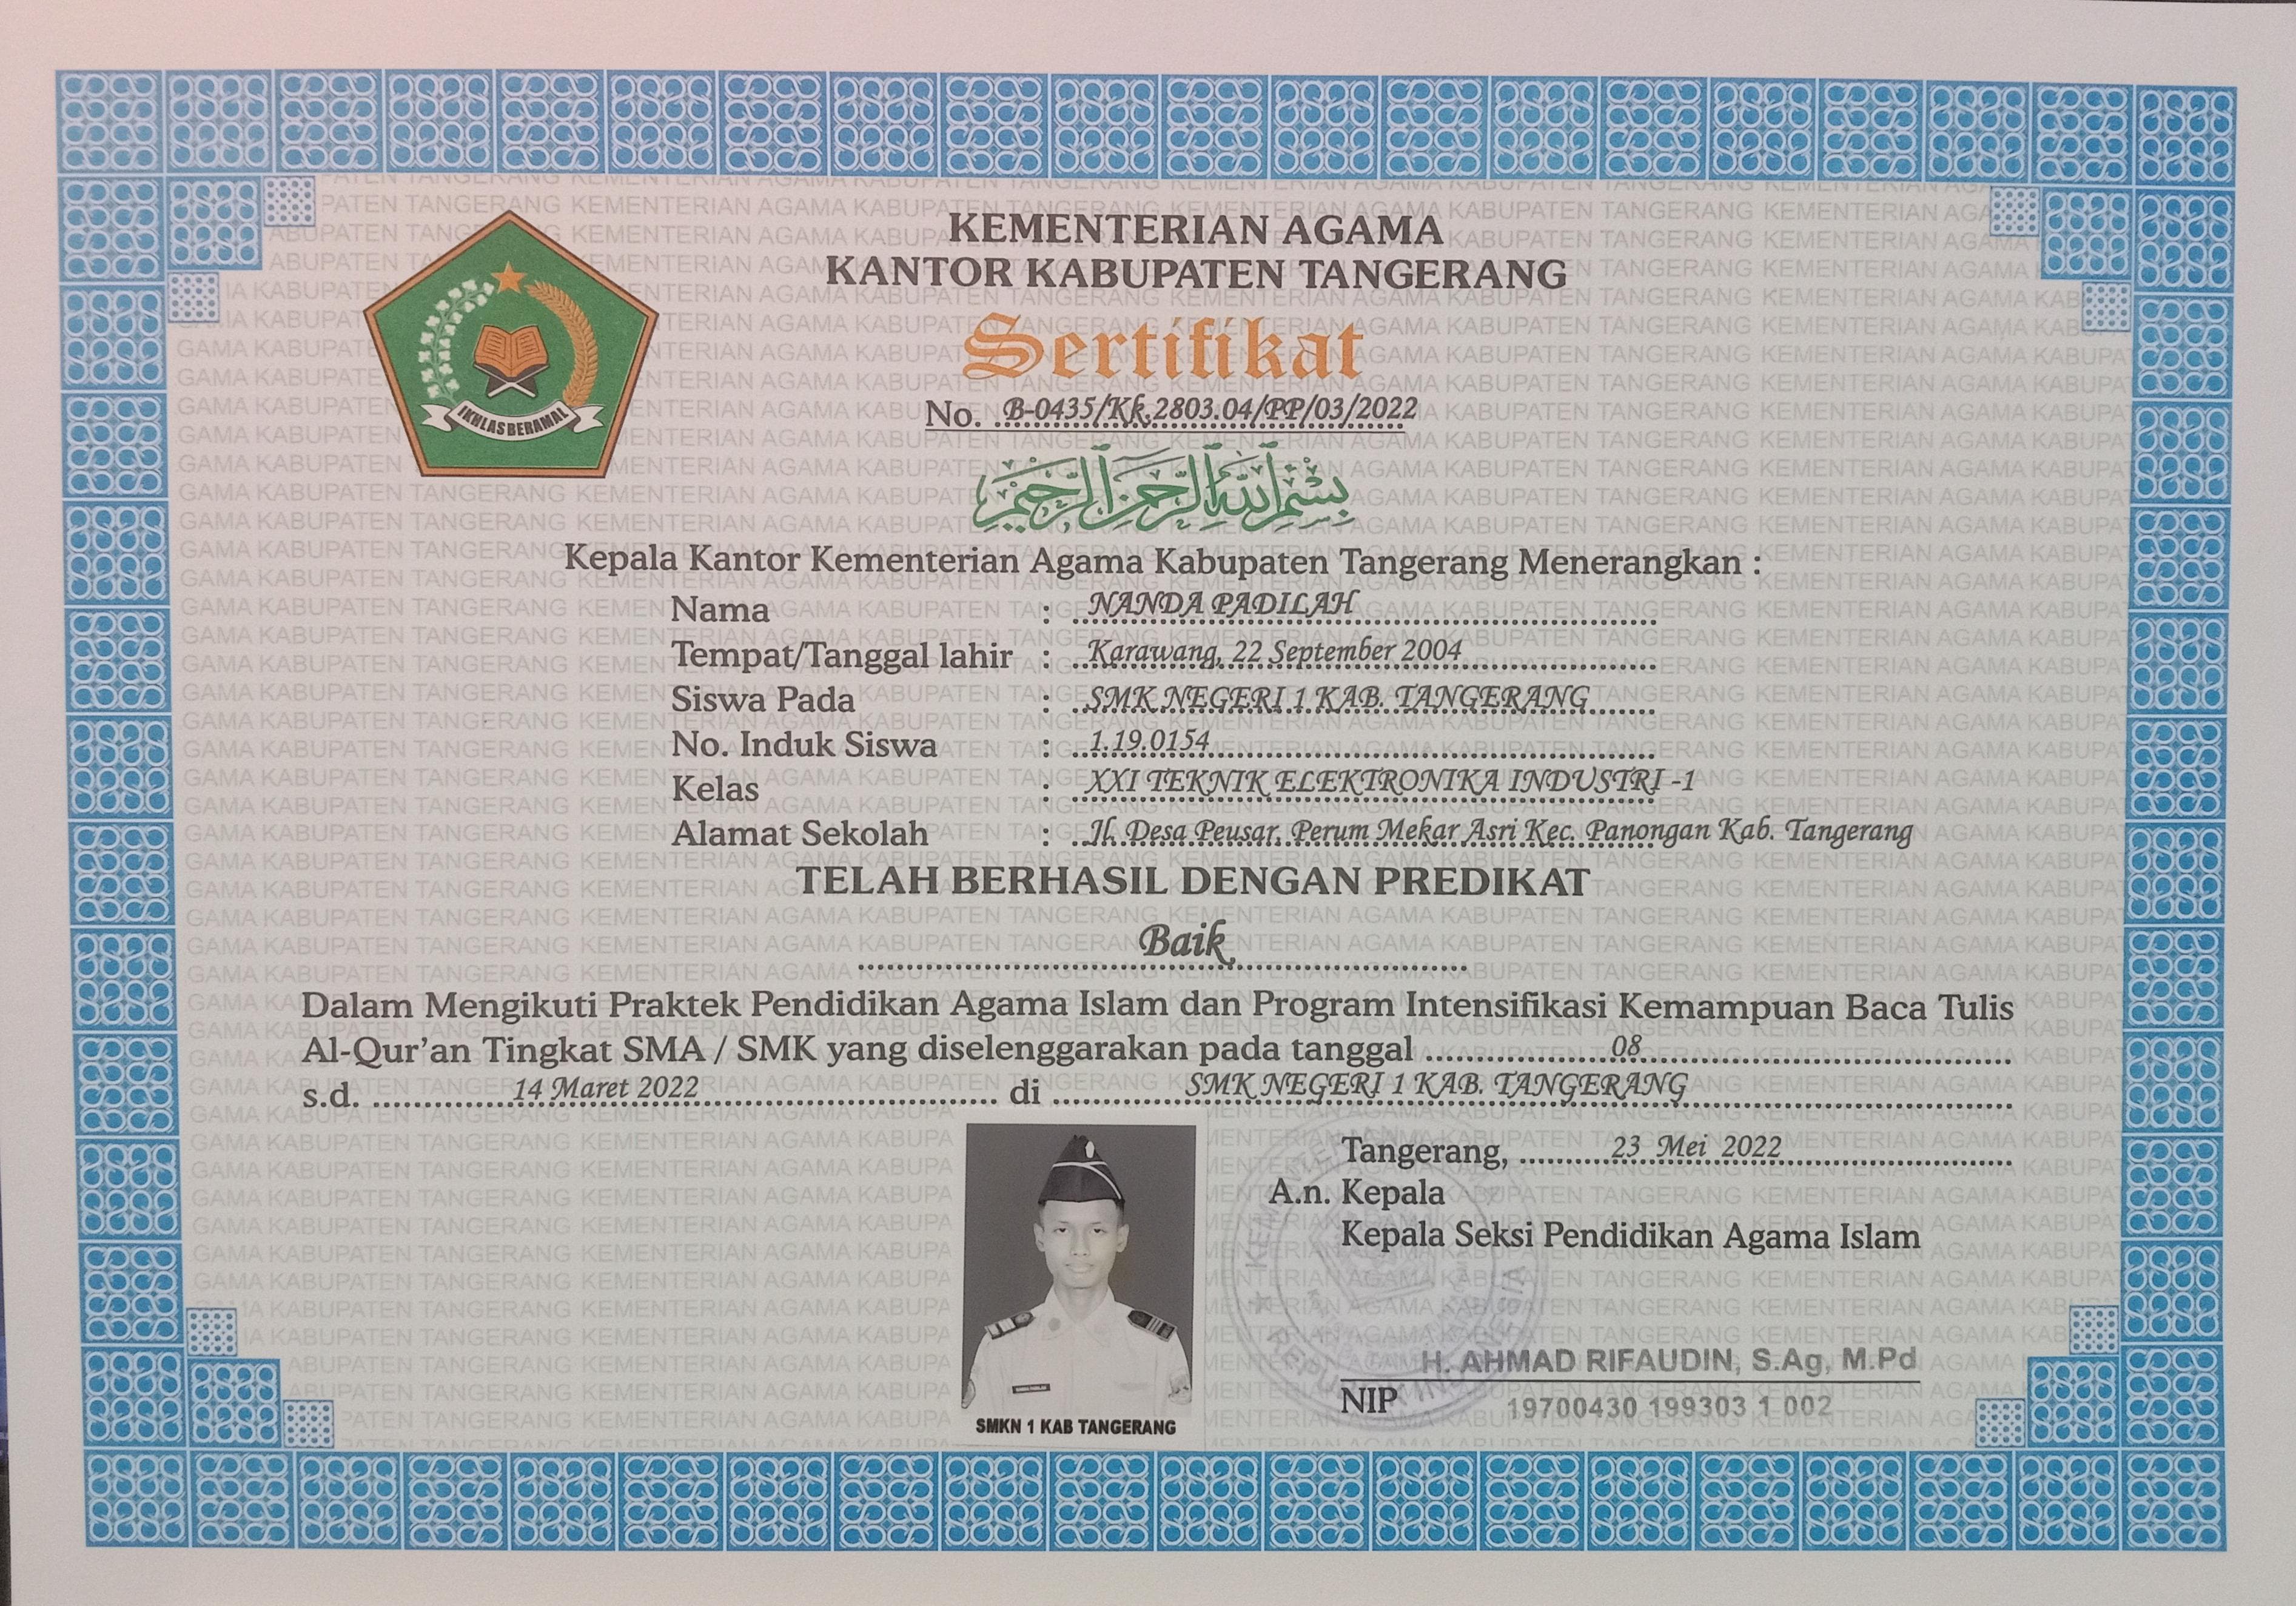 KEMENTERIAN AGAMA
KANTOR KABUPATEN TANGERANG
Sertifikat
No. B-0435/Kk.2803.04/PP/03/2022
بِسْمِ اللَّهِ الرَّحْمَٰنِ الرَّحِيمِ
IKHLAS BERAMAL
Kepala Kantor Kementerian Agama Kabupaten Tangerang Menerangkan :
Nama : NANDA PADILAH
Tempat/Tanggal lahir : Karawang, 22 September 2004
Siswa Pada : SMK NEGERI 1 KAB. TANGERANG
No. Induk Siswa : 1.19.0154
Kelas : XXI TEKNIK ELEKTRONIKA INDUSTRI -1
Alamat Sekolah : Jl. Desa Peusar, Perum Mekar Asri Kec. Panongan Kab. Tangerang
TELAH BERHASIL DENGAN PREDIKAT
Baik
Dalam Mengikuti Praktek Pendidikan Agama Islam dan Program Intensifikasi Kemampuan Baca Tulis
Al-Qur'an Tingkat SMA / SMK yang diselenggarakan pada tanggal 08
s.d. 14 Maret 2022 di SMK NEGERI 1 KAB. TANGERANG
Tangerang, 23 Mei 2022
A.n. Kepala
Kepala Seksi Pendidikan Agama Islam
H. AHMAD RIFAUDIN, S.Ag, M.Pd
NIP 19700430 199303 1 002
SMKN 1 KAB TANGERANG